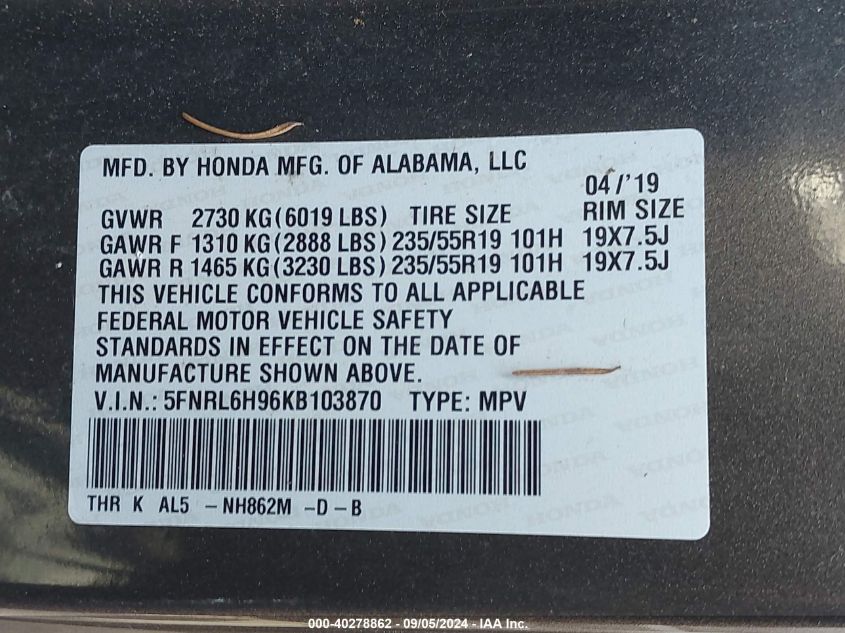 MFD. BY HONDA MFG. OF ALABAMA, LLC
04/'19
GVWR 2730 KG (6019 LBS) TIRE SIZE RIM SIZE
GAWR F 1310 KG (2888 LBS) 235/55R19 101H 19X7.5J
GAWR R 1465 KG (3230 LBS) 235/55R19 101H 19X7.5J
THIS VEHICLE CONFORMS TO ALL APPLICABLE
FEDERAL MOTOR VEHICLE SAFETY
STANDARDS IN EFFECT ON THE DATE OF
MANUFACTURE SHOWN ABOVE.
V.I.N.: 5FNRL6H96KB103870 TYPE: MPV
THR K AL5 -NH862M -D-B
000-40278862 - 09/05/2024 - IAA Inc.